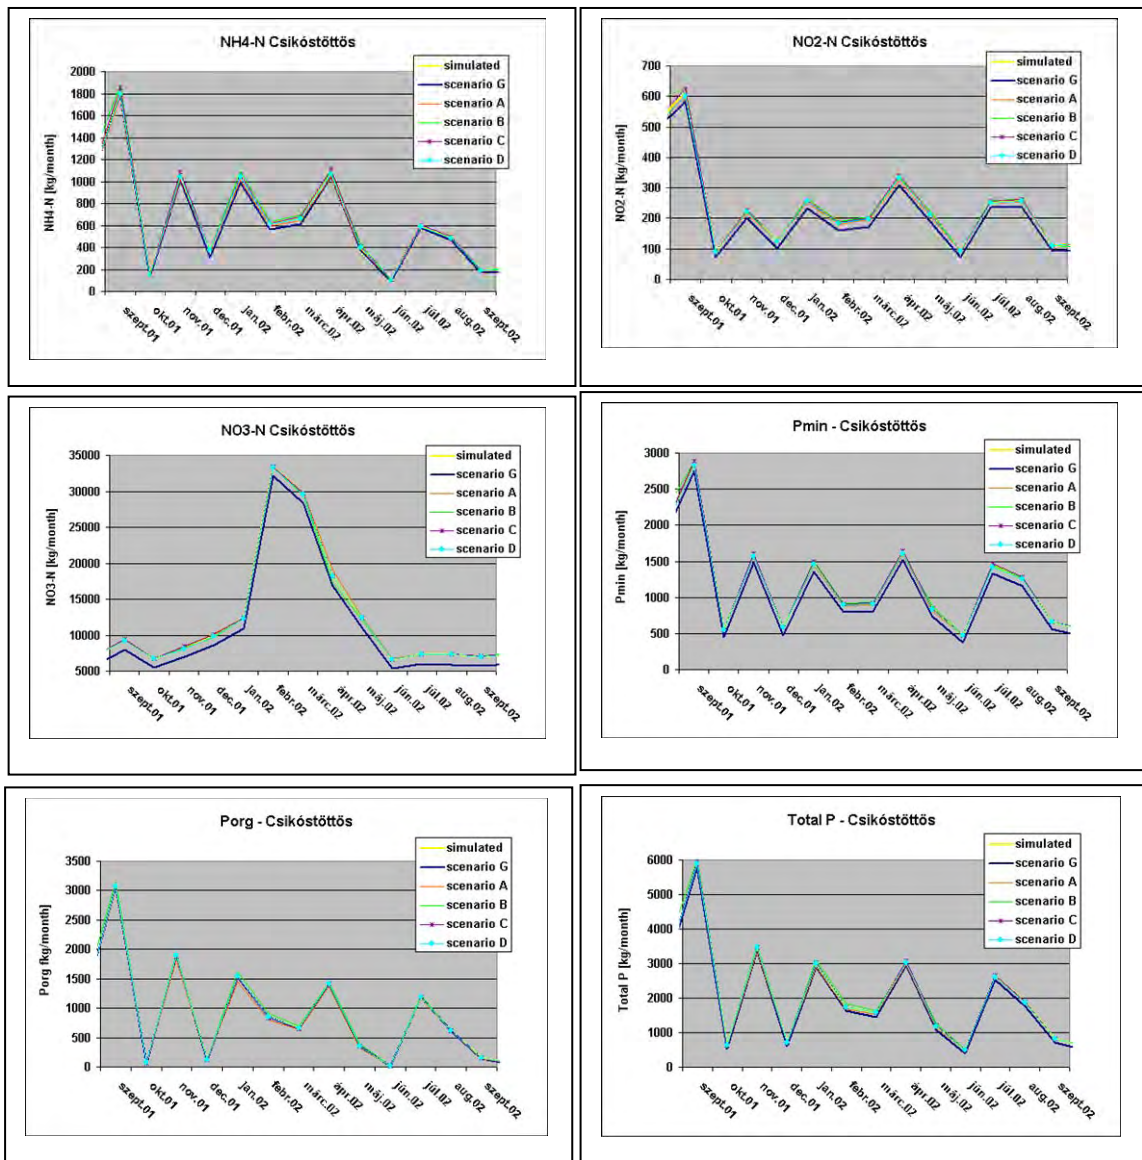 NH4-N Csikóstöttös
simulated
scenario G
scenario A
scenario B
scenario C
scenario D
NH4-N [kg/month]
2000
1800
1600
1400
1200
1000
800
600
400
200
0
szept.01
okt.01
nov.01
dec.01
jan.02
febr.02
márc.02
ápr.02
máj.02
jún.02
júl.02
aug.02
szept.02
NO2-N Csikóstöttös
simulated
scenario G
scenario A
scenario B
scenario C
scenario D
NO2-N [kg/month]
700
600
500
400
300
200
100
0
szept.01
okt.01
nov.01
dec.01
jan.02
febr.02
márc.02
ápr.02
máj.02
jún.02
júl.02
aug.02
szept.02
NO3-N Csikóstöttös
simulated
scenario G
scenario A
scenario B
scenario C
scenario D
NO3-N [kg/month]
35000
30000
25000
20000
15000
10000
5000
szept.01
okt.01
nov.01
dec.01
jan.02
febr.02
márc.02
ápr.02
máj.02
jún.02
júl.02
aug.02
szept.02
Pmin - Csikóstöttös
simulated
scenario G
scenario A
scenario B
scenario C
scenario D
Pmin [kg/month]
3000
2500
2000
1500
1000
500
0
szept.01
okt.01
nov.01
dec.01
jan.02
febr.02
márc.02
ápr.02
máj.02
jún.02
júl.02
aug.02
szept.02
Porg - Csikóstöttös
simulated
scenario G
scenario A
scenario B
scenario C
scenario D
Porg [kg/month]
3500
3000
2500
2000
1500
1000
500
0
szept.01
okt.01
nov.01
dec.01
jan.02
febr.02
márc.02
ápr.02
máj.02
jún.02
júl.02
aug.02
szept.02
Total P - Csikóstöttös
simulated
scenario G
scenario A
scenario B
scenario C
scenario D
Total P [kg/month]
6000
5000
4000
3000
2000
1000
0
szept.01
okt.01
nov.01
dec.01
jan.02
febr.02
márc.02
ápr.02
máj.02
jún.02
júl.02
aug.02
szept.02